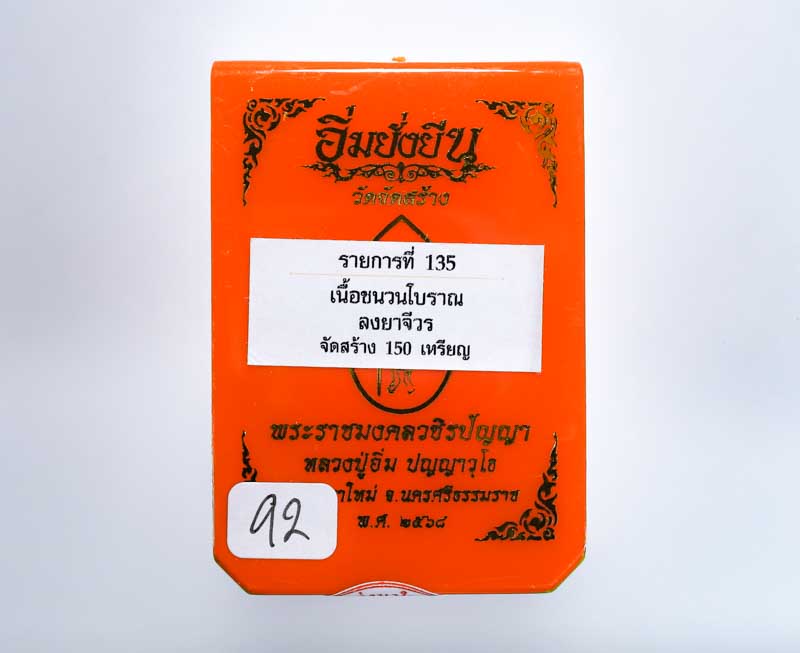 อิ่มยั่งยืน
วัดจัดสร้าง
รายการที่ 135
เนื้อชนวนโบราณ
ลงยาจีวร
จัดสร้าง 150 เหรียญ
พระราชมงคลวชิรปัญญา
หลวงปู่อิ่ม ปญฺญาวุโธ
จ.นครศรีธรรมราช
พ.ศ. ๒๕๖๘
92